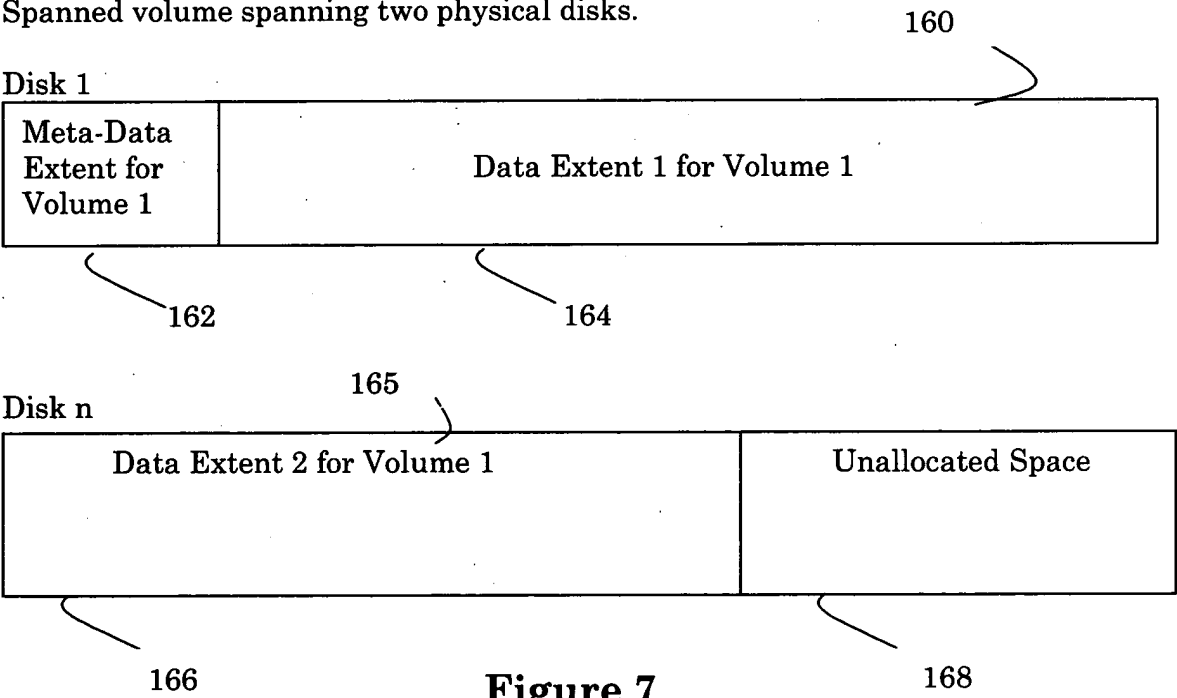 Spanned volume spanning two physical disks.
160
Disk 1
Meta-Data
Extent for
Volume 1
Data Extent 1 for Volume 1
162
164
165
Disk n
Data Extent 2 for Volume 1
Unallocated Space
166
168
Figure 7